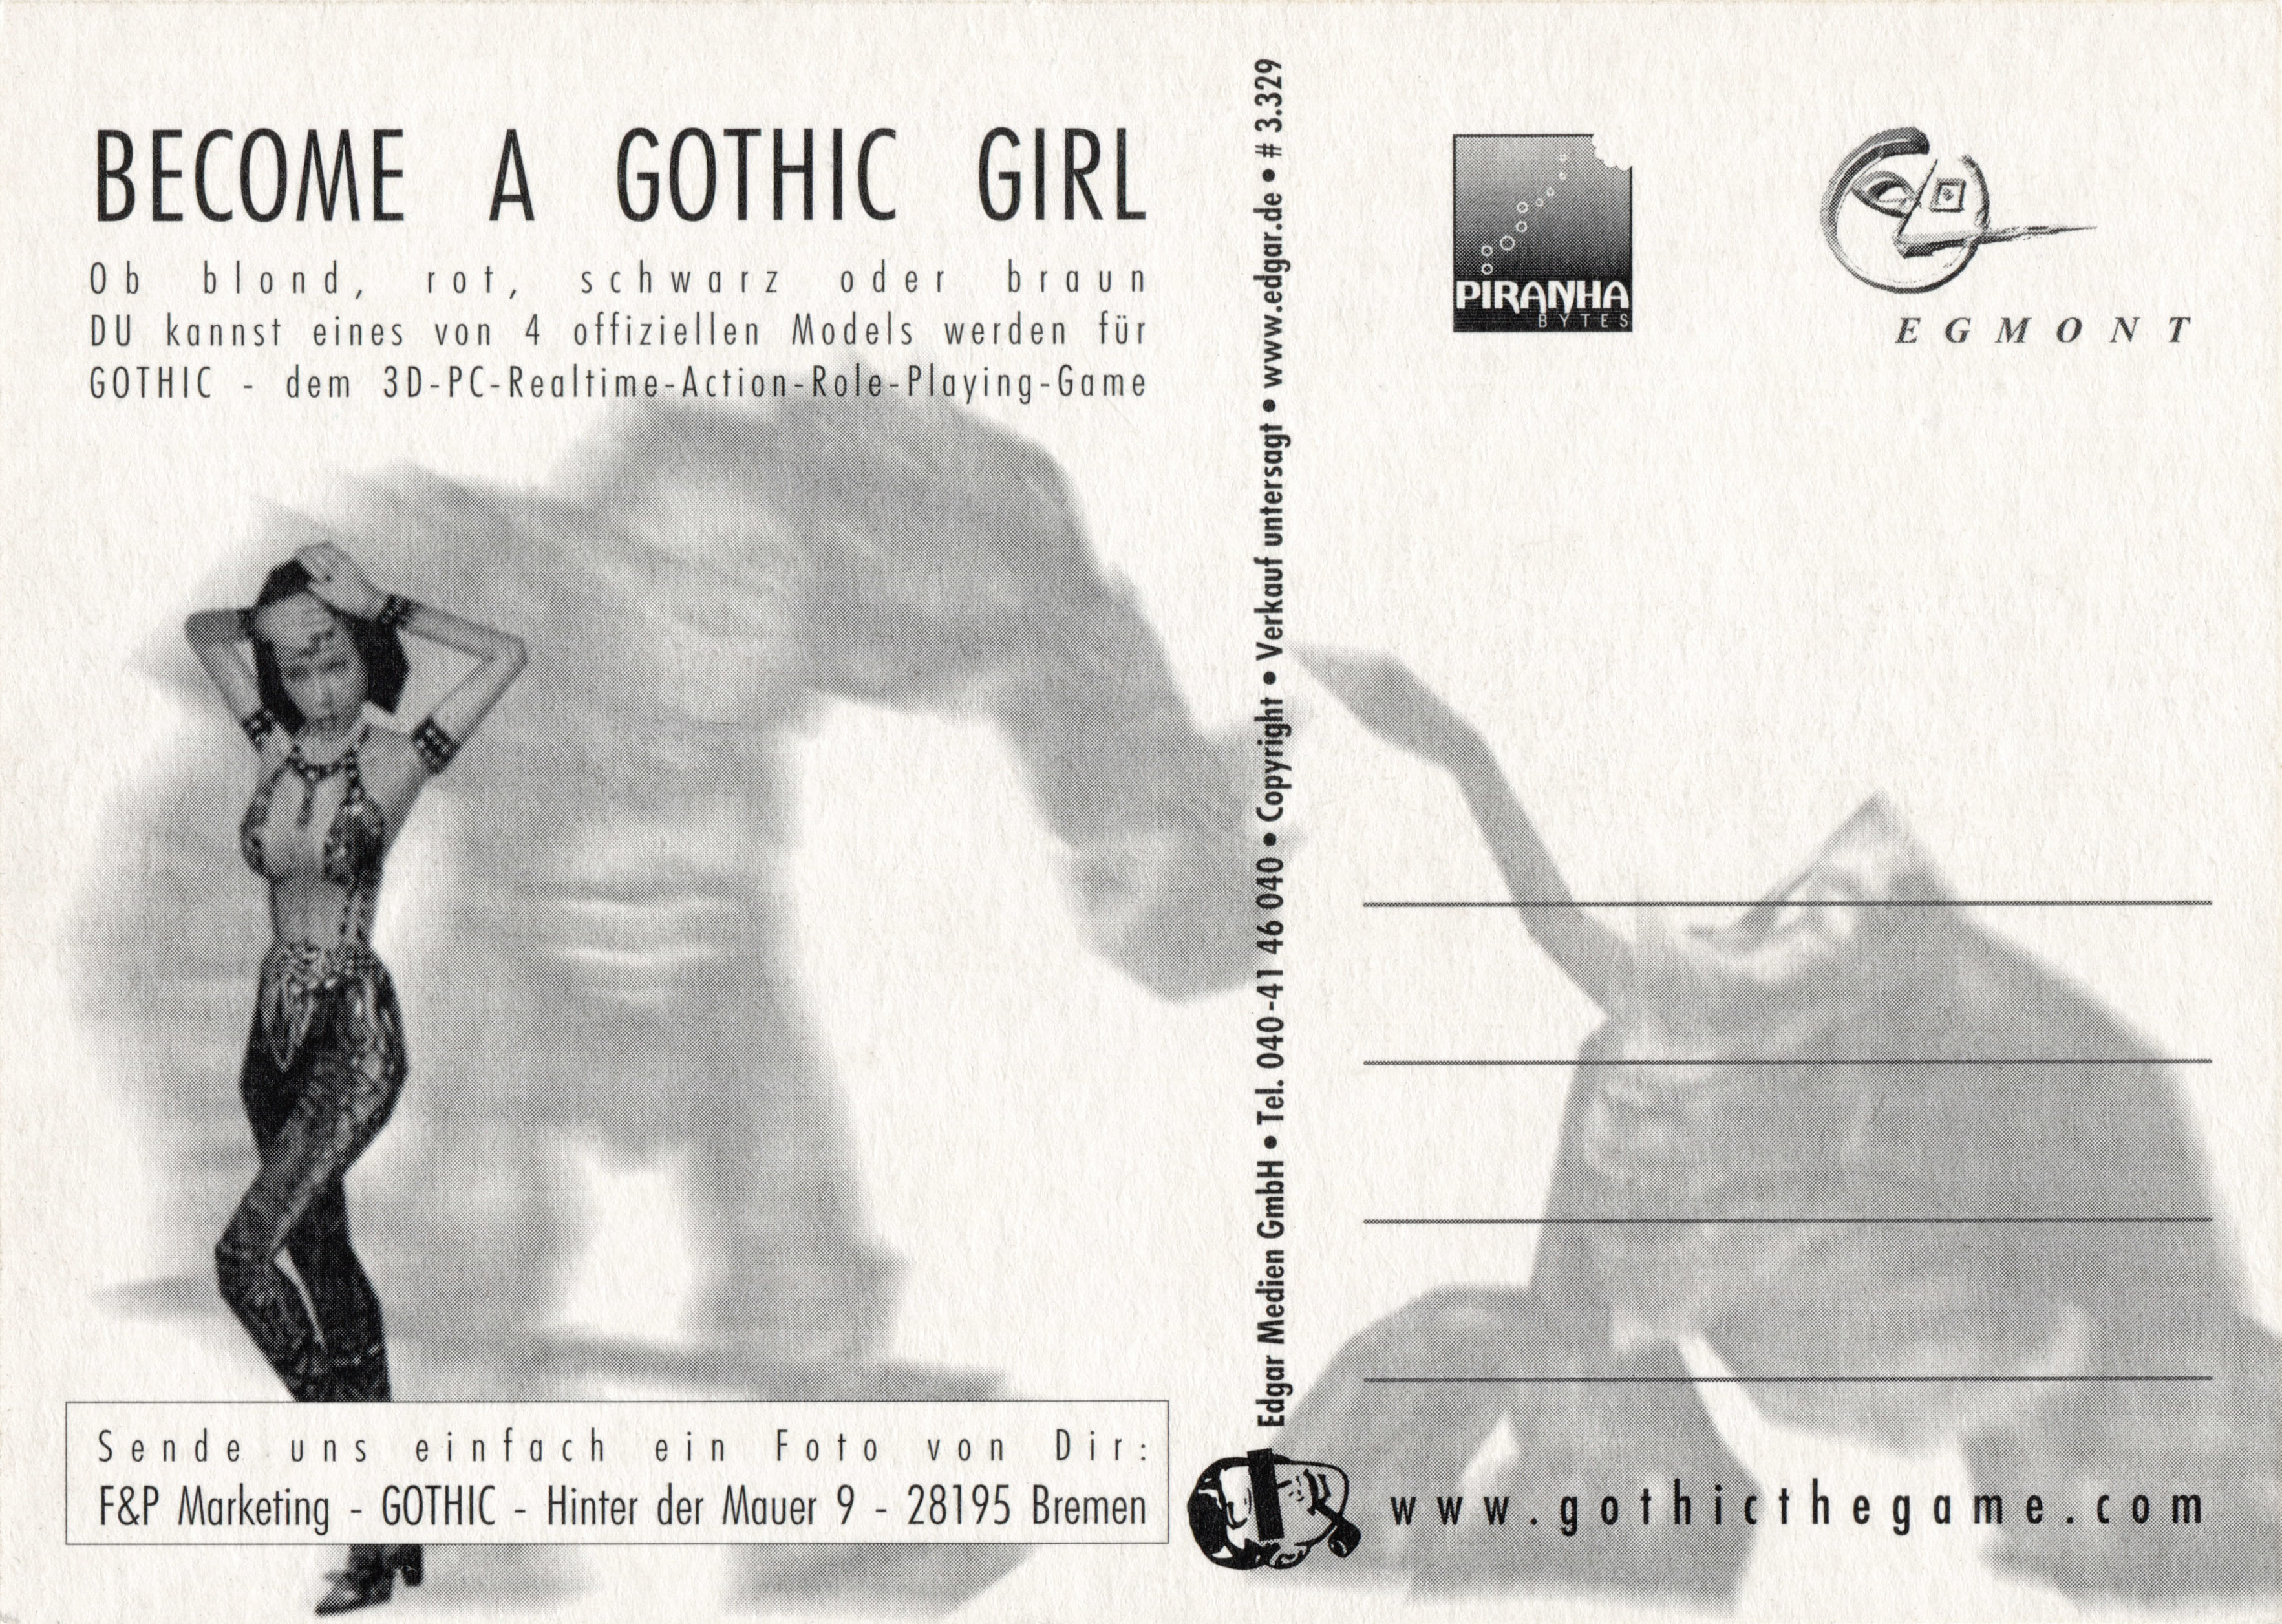 BECOME A GOTHIC GIRL
Ob blond, rot, schwarz oder braun
DU kannst eines von 4 offiziellen Models werden für
GOTHIC - dem 3D-PC-Realtime-Action-Role-Playing-Game
Sende uns einfach ein Foto von Dir:
F&P Marketing - GOTHIC - Hinter der Mauer 9 - 28195 Bremen
Edgar Medien GmbH • Tel. 040-41 46 040 • Copyright • Verkauf untersagt • www.edgar.de • # 3.329
PIRANHA
BYTES
EGMONT
www.gothicthegame.com